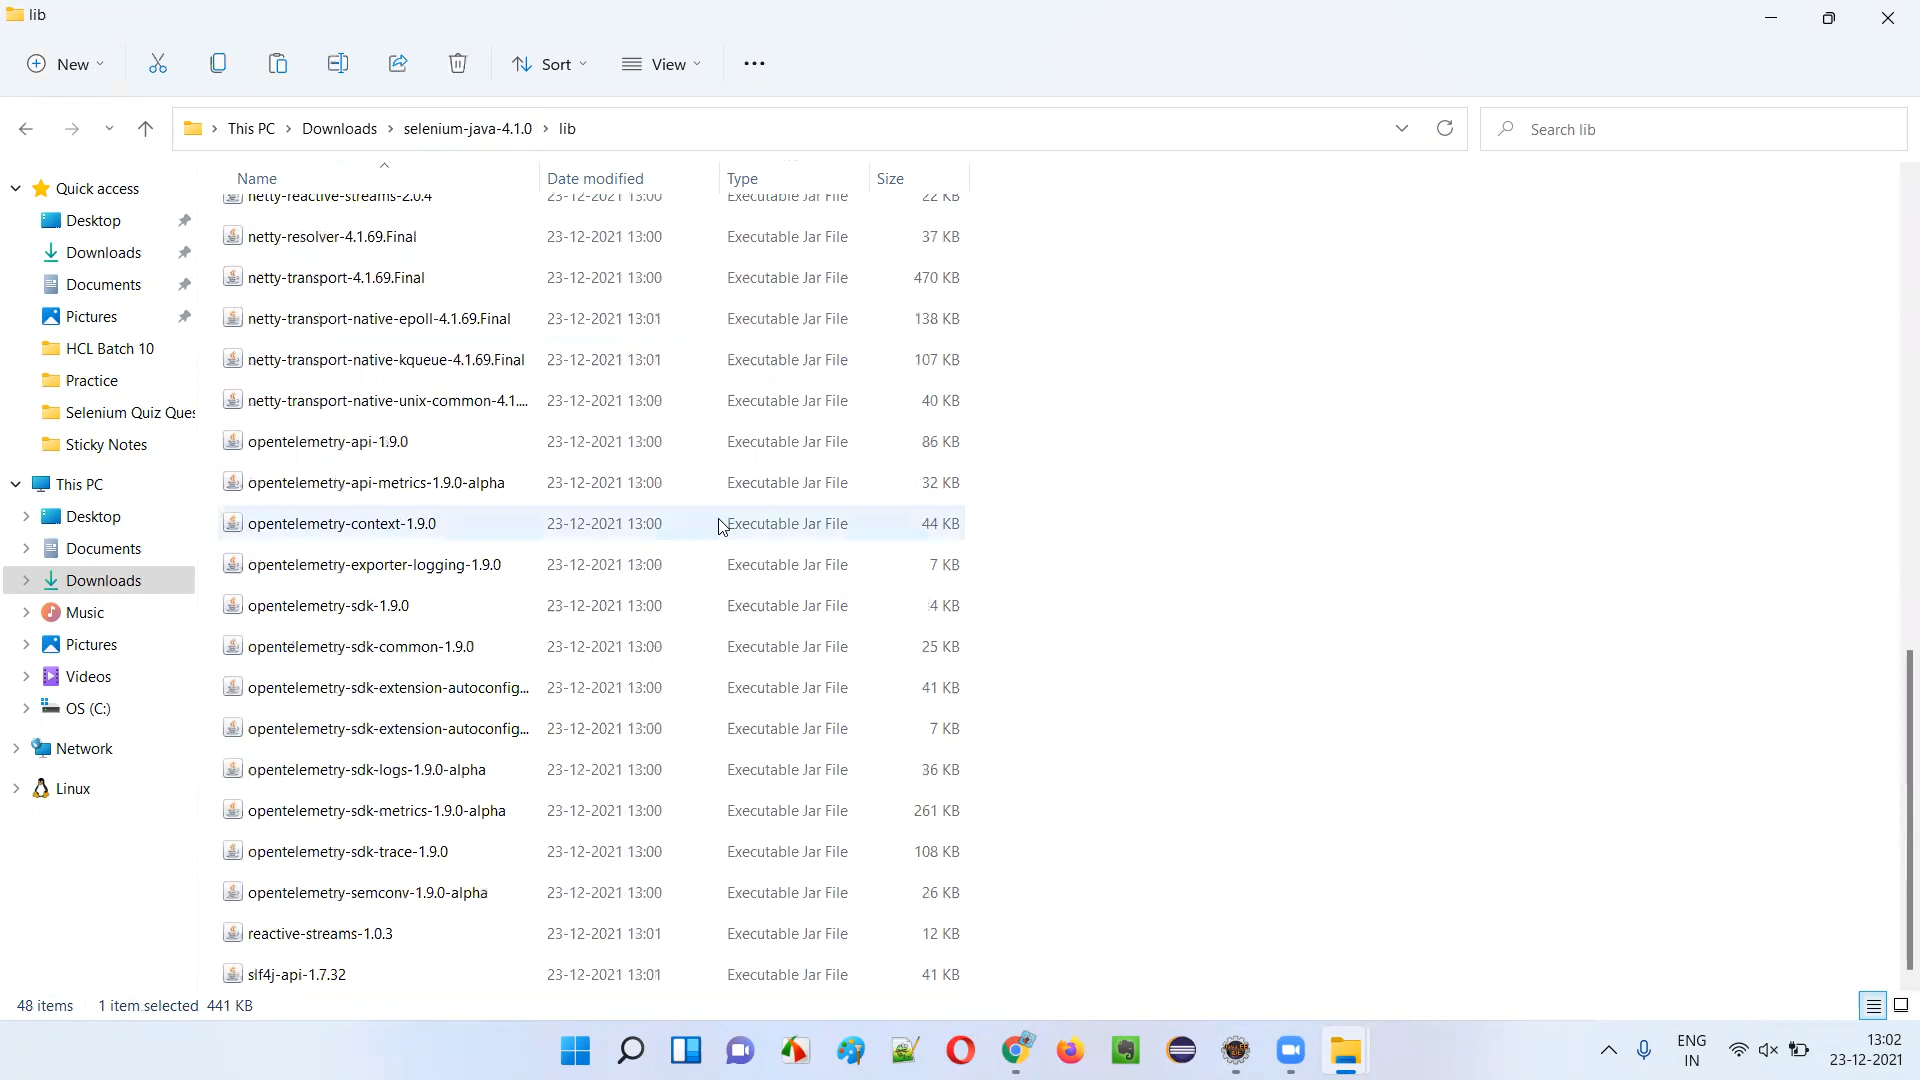 lib
New
Sort
View
This PC
Downloads
selenium-java-4.1.0
lib
Search lib
Quick access
Desktop
Downloads
Documents
Pictures
HCL Batch 10
Practice
Selenium Quiz Ques
Sticky Notes
This PC
Desktop
Documents
Downloads
Music
Pictures
Videos
OS (C:)
Network
Linux
Name Date modified Type Size
netty-reactive-streams-2.0.4 23-12-2021 13:00 Executable Jar File 22 KB
netty-resolver-4.1.69.Final 23-12-2021 13:00 Executable Jar File 37 KB
netty-transport-4.1.69.Final 23-12-2021 13:00 Executable Jar File 470 KB
netty-transport-native-epoll-4.1.69.Final 23-12-2021 13:01 Executable Jar File 138 KB
netty-transport-native-kqueue-4.1.69.Final 23-12-2021 13:01 Executable Jar File 107 KB
netty-transport-native-unix-common-4.1.... 23-12-2021 13:00 Executable Jar File 40 KB
opentelemetry-api-1.9.0 23-12-2021 13:00 Executable Jar File 86 KB
opentelemetry-api-metrics-1.9.0-alpha 23-12-2021 13:00 Executable Jar File 32 KB
opentelemetry-context-1.9.0 23-12-2021 13:00 Executable Jar File 44 KB
opentelemetry-exporter-logging-1.9.0 23-12-2021 13:00 Executable Jar File 7 KB
opentelemetry-sdk-1.9.0 23-12-2021 13:00 Executable Jar File 4 KB
opentelemetry-sdk-common-1.9.0 23-12-2021 13:00 Executable Jar File 25 KB
opentelemetry-sdk-extension-autoconfig... 23-12-2021 13:00 Executable Jar File 41 KB
opentelemetry-sdk-extension-autoconfig... 23-12-2021 13:00 Executable Jar File 7 KB
opentelemetry-sdk-logs-1.9.0-alpha 23-12-2021 13:00 Executable Jar File 36 KB
opentelemetry-sdk-metrics-1.9.0-alpha 23-12-2021 13:00 Executable Jar File 261 KB
opentelemetry-sdk-trace-1.9.0 23-12-2021 13:00 Executable Jar File 108 KB
opentelemetry-semconv-1.9.0-alpha 23-12-2021 13:00 Executable Jar File 26 KB
reactive-streams-1.0.3 23-12-2021 13:01 Executable Jar File 12 KB
slf4j-api-1.7.32 23-12-2021 13:01 Executable Jar File 41 KB
48 items 1 item selected 441 KB
ENG
IN
13:02
23-12-2021